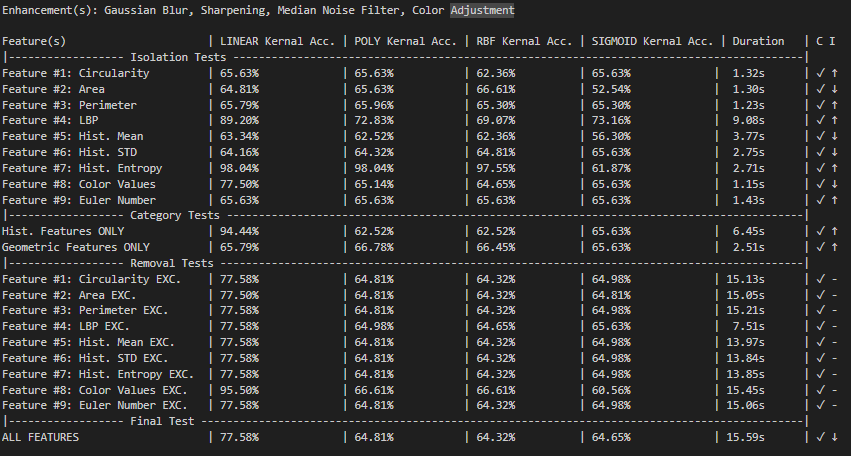 Enhancement(s): Gaussian Blur, Sharpening, Median Noise Filter, Color Adjustment
Feature(s) | LINEAR Kernal Acc. | POLY Kernal Acc. | RBF Kernal Acc. | SIGMOID Kernal Acc. | Duration | C I
|----------------- Isolation Tests --------------------------------------------------------------------------------------|
Feature #1: Circularity | 65.63% | 65.63% | 62.36% | 65.63% | 1.32s | ✓ ↑
Feature #2: Area | 64.81% | 65.63% | 66.61% | 52.54% | 1.30s | ✓ ↓
Feature #3: Perimeter | 65.79% | 65.96% | 65.30% | 65.30% | 1.23s | ✓ ↑
Feature #4: LBP | 89.20% | 72.83% | 69.07% | 73.16% | 9.08s | ✓ ↑
Feature #5: Hist. Mean | 63.34% | 62.52% | 62.36% | 56.30% | 3.77s | ✓ ↓
Feature #6: Hist. STD | 64.16% | 64.32% | 64.81% | 65.63% | 2.75s | ✓ ↓
Feature #7: Hist. Entropy | 98.04% | 98.04% | 97.55% | 61.87% | 2.71s | ✓ ↑
Feature #8: Color Values | 77.50% | 65.14% | 64.65% | 65.63% | 1.15s | ✓ ↓
Feature #9: Euler Number | 65.63% | 65.63% | 65.63% | 65.63% | 1.43s | ✓ ↑
|----------------- Category Tests ---------------------------------------------------------------------------------------|
Hist. Features ONLY | 94.44% | 62.52% | 62.52% | 65.63% | 6.45s | ✓ ↑
Geometric Features ONLY | 65.79% | 66.78% | 66.45% | 65.63% | 2.51s | ✓ ↑
|----------------- Removal Tests ----------------------------------------------------------------------------------------|
Feature #1: Circularity EXC. | 77.58% | 64.81% | 64.32% | 64.98% | 15.13s | ✓ -
Feature #2: Area EXC. | 77.50% | 64.81% | 64.32% | 64.81% | 15.05s | ✓ -
Feature #3: Perimeter EXC. | 77.58% | 64.81% | 64.32% | 64.98% | 15.21s | ✓ -
Feature #4: LBP EXC. | 77.58% | 64.98% | 64.65% | 65.63% | 7.51s | ✓ -
Feature #5: Hist. Mean EXC. | 77.58% | 64.81% | 64.32% | 64.98% | 13.97s | ✓ -
Feature #6: Hist. STD EXC. | 77.58% | 64.81% | 64.32% | 64.98% | 13.84s | ✓ -
Feature #7: Hist. Entropy EXC. | 77.58% | 64.81% | 64.32% | 64.98% | 13.85s | ✓ -
Feature #8: Color Values EXC. | 95.50% | 66.61% | 66.61% | 60.56% | 15.45s | ✓ -
Feature #9: Euler Number EXC. | 77.58% | 64.81% | 64.32% | 64.98% | 15.06s | ✓ -
|----------------- Final Test -------------------------------------------------------------------------------------------|
ALL FEATURES | 77.58% | 64.81% | 64.32% | 64.65% | 15.59s | ✓ ↓